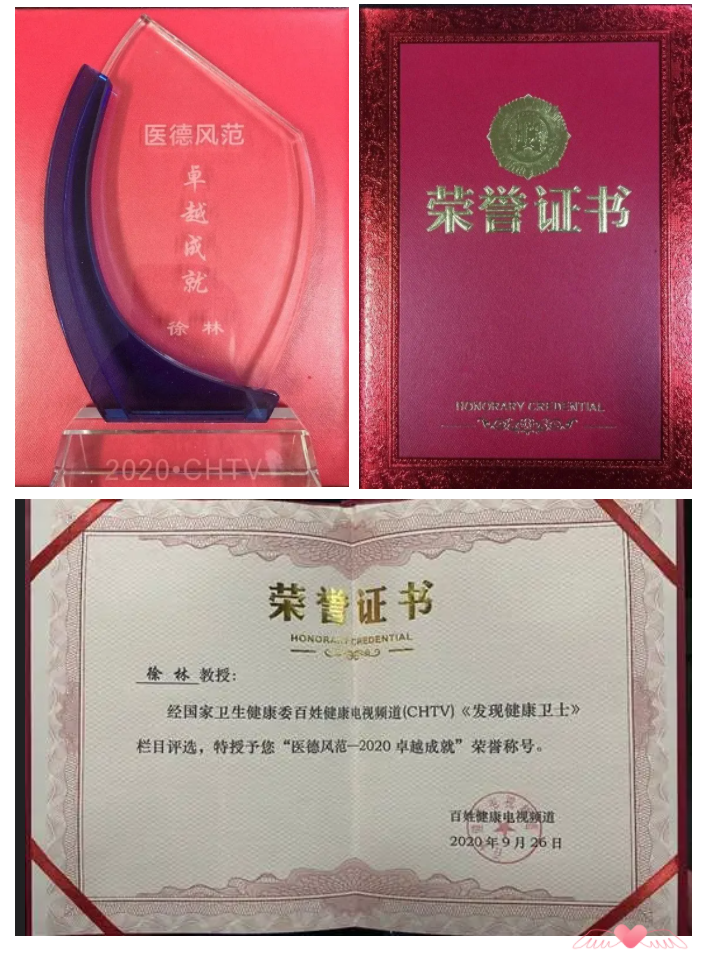 医德风范
卓越成就
徐 林
2020·CHTV
荣誉证书
HONORARY CREDENTIAL
荣誉证书
HONORARY CREDENTIAL
徐 林 教授：
经国家卫生健康委百姓健康电视频道(CHTV)《发现健康卫士》
栏目评选，特授予您“医德风范—2020 卓越成就”荣誉称号。
百姓健康电视频道
2020 年 9 月 26 日